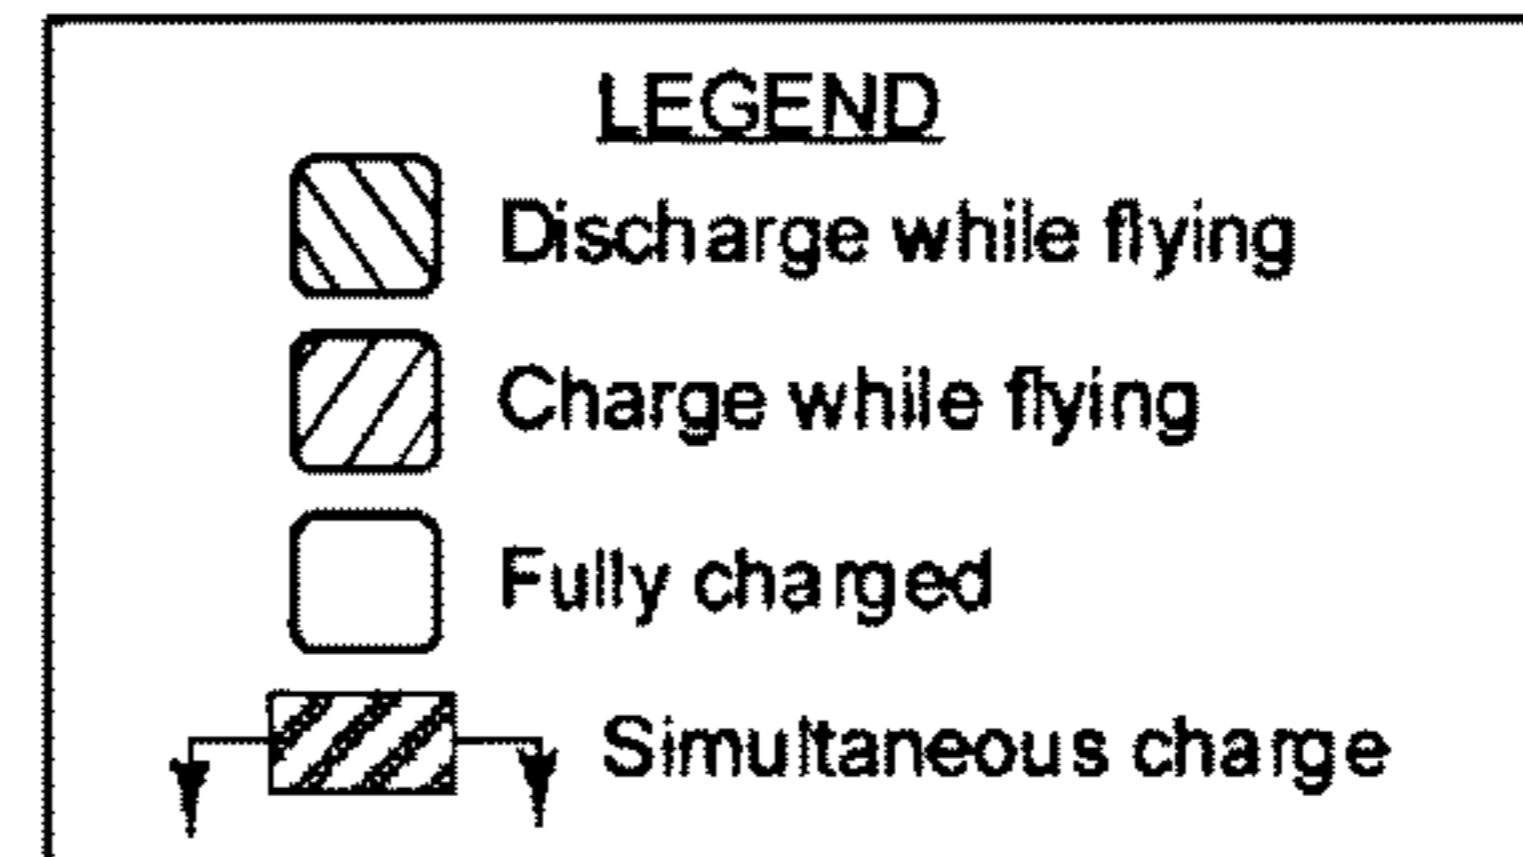 LEGEND
Discharge while flying
Charge while flying
Fully charged
Simultaneous charge